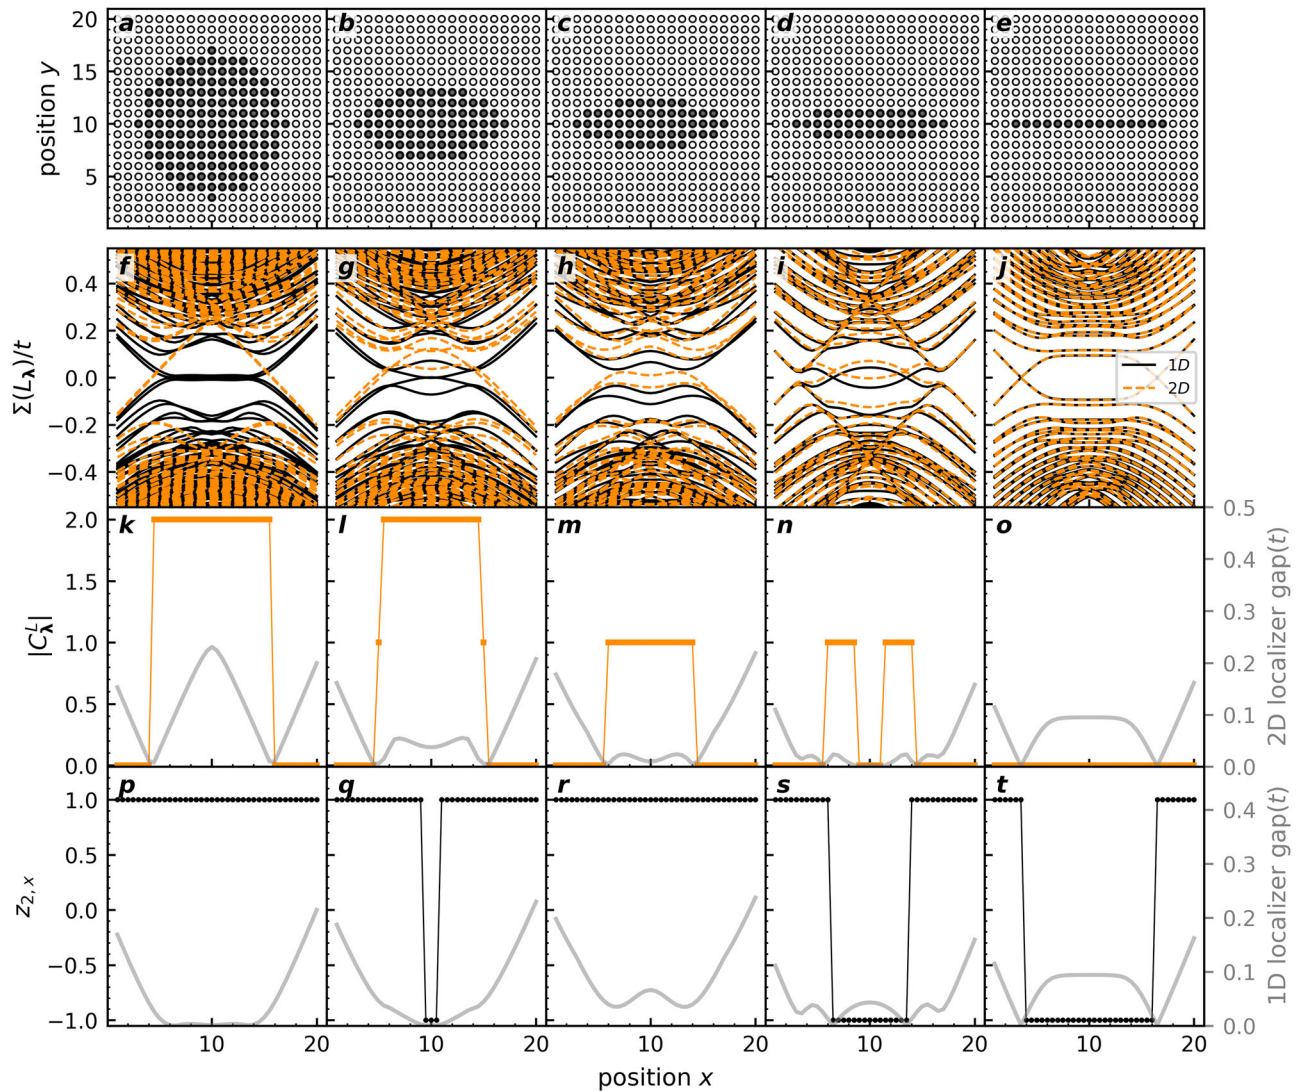 a b c d e
20
15
10
5
position y
f g h i j
0.4
0.2
0.0
−0.2
−0.4
Σ(L_λ)/t
1D
2D
k l m n o
2.0
1.5
1.0
0.5
0.0
|C^L_λ|
0.5
0.4
0.3
0.2
0.1
0.0
2D localizer gap(t)
p q r s t
1.0
0.5
0.0
−0.5
−1.0
z_{2,x}
0.4
0.3
0.2
0.1
0.0
1D localizer gap(t)
10 20 10 20 10 20 10 20 10 20
position x